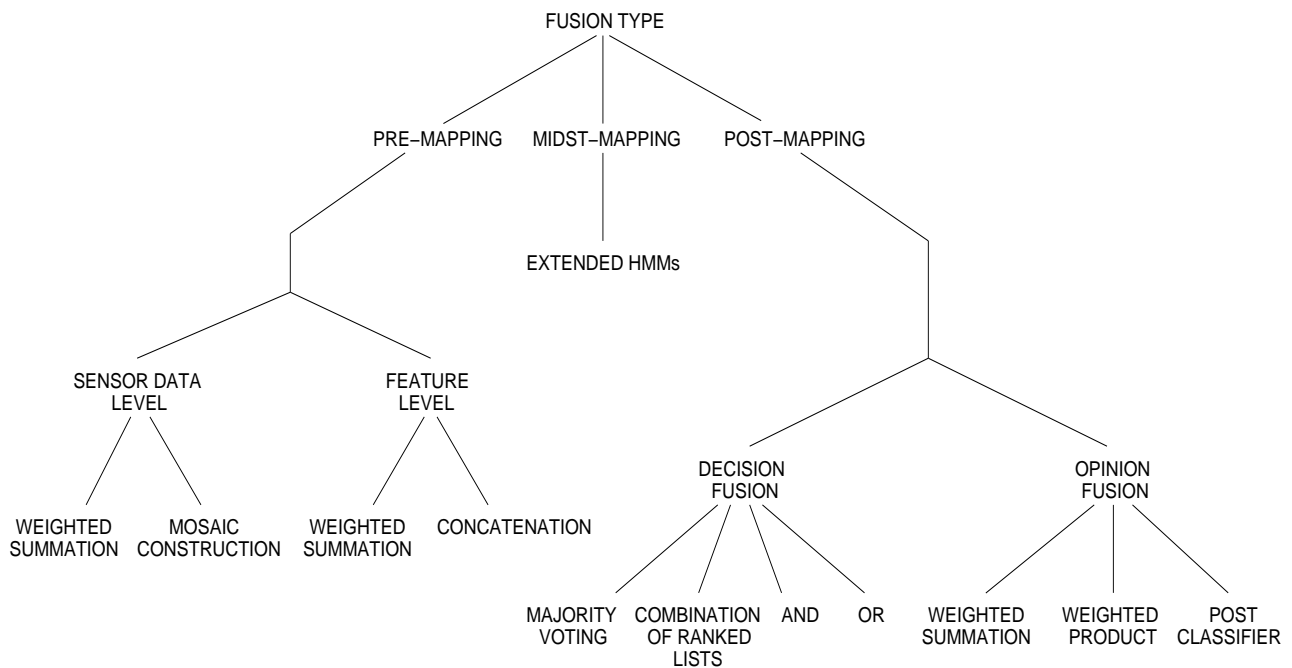 FUSION TYPE
PRE−MAPPING
MIDST−MAPPING
POST−MAPPING
EXTENDED HMMs
SENSOR DATA
LEVEL
FEATURE
LEVEL
DECISION
FUSION
OPINION
FUSION
WEIGHTED
SUMMATION
MOSAIC
CONSTRUCTION
WEIGHTED
SUMMATION
CONCATENATION
MAJORITY
VOTING
COMBINATION
OF RANKED
LISTS
AND
OR
WEIGHTED
SUMMATION
WEIGHTED
PRODUCT
POST
CLASSIFIER